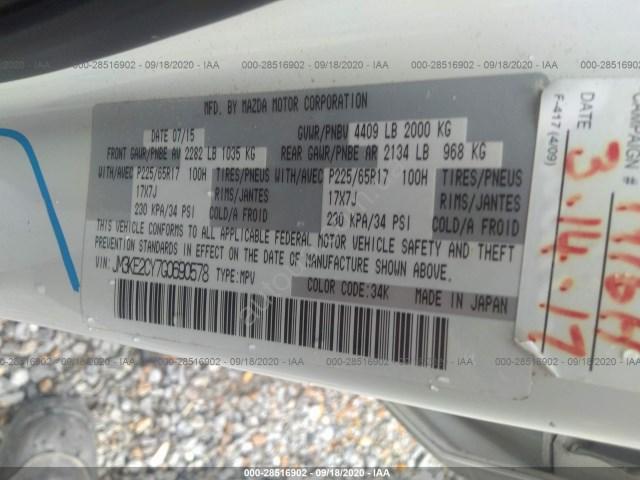 000-28516902 - 09/18/2020 - IAA
MFD. BY MAZDA MOTOR CORPORATION
DATE 07/15 GVWR/PNBV 4409 LB 2000 KG
FRONT GAWR/PNBE AV 2282 LB 1035 KG REAR GAWR/PNBE AR 2134 LB 968 KG
WITH/AVEC P225/65R17 100H TIRES/PNEUS WITH/AVEC P225/65R17 100H TIRES/PNEUS
17X7J RIMS/JANTES 17X7J RIMS/JANTES
230 KPA/34 PSI COLD/A FROID 230 KPA/34 PSI COLD/A FROID
THIS VEHICLE CONFORMS TO ALL APPLICABLE FEDERAL MOTOR VEHICLE SAFETY AND THEFT
PREVENTION STANDARDS IN EFFECT ON THE DATE OF MANUFACTURE SHOWN ABOVE.
VIN: JM3KE2CY7G0590578 TYPE:MPV
COLOR CODE:34K MADE IN JAPAN
F-417 (4/09)
DATE
3.14.17
CAMPAIGN #
000-28516902 - 09/18/2020 - IAA